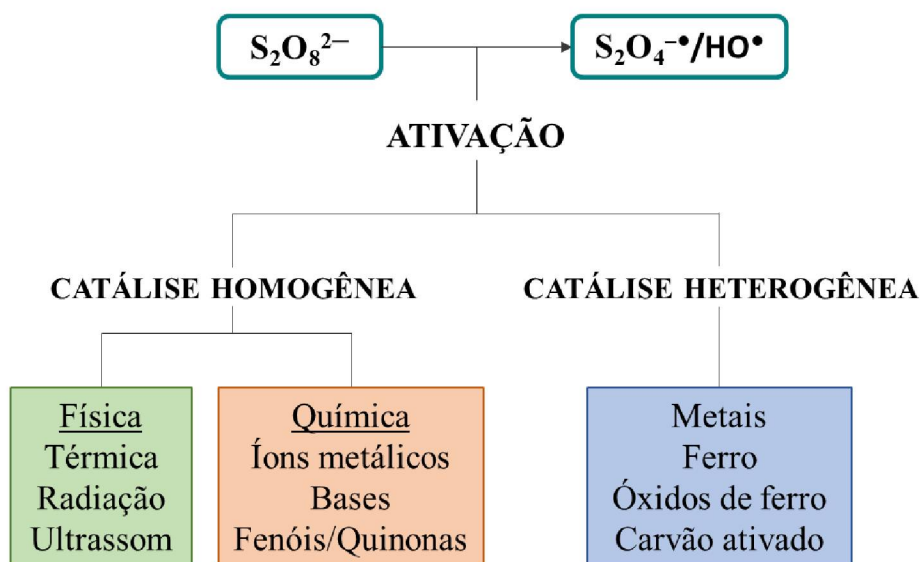 S₂O₈²⁻
S₂O₄⁻•/HO•
ATIVAÇÃO
CATÁLISE HOMOGÊNEA
CATÁLISE HETEROGÊNEA
Física
Térmica
Radiação
Ultrassom
Química
Íons metálicos
Bases
Fenóis/Quinonas
Metais
Ferro
Óxidos de ferro
Carvão ativado